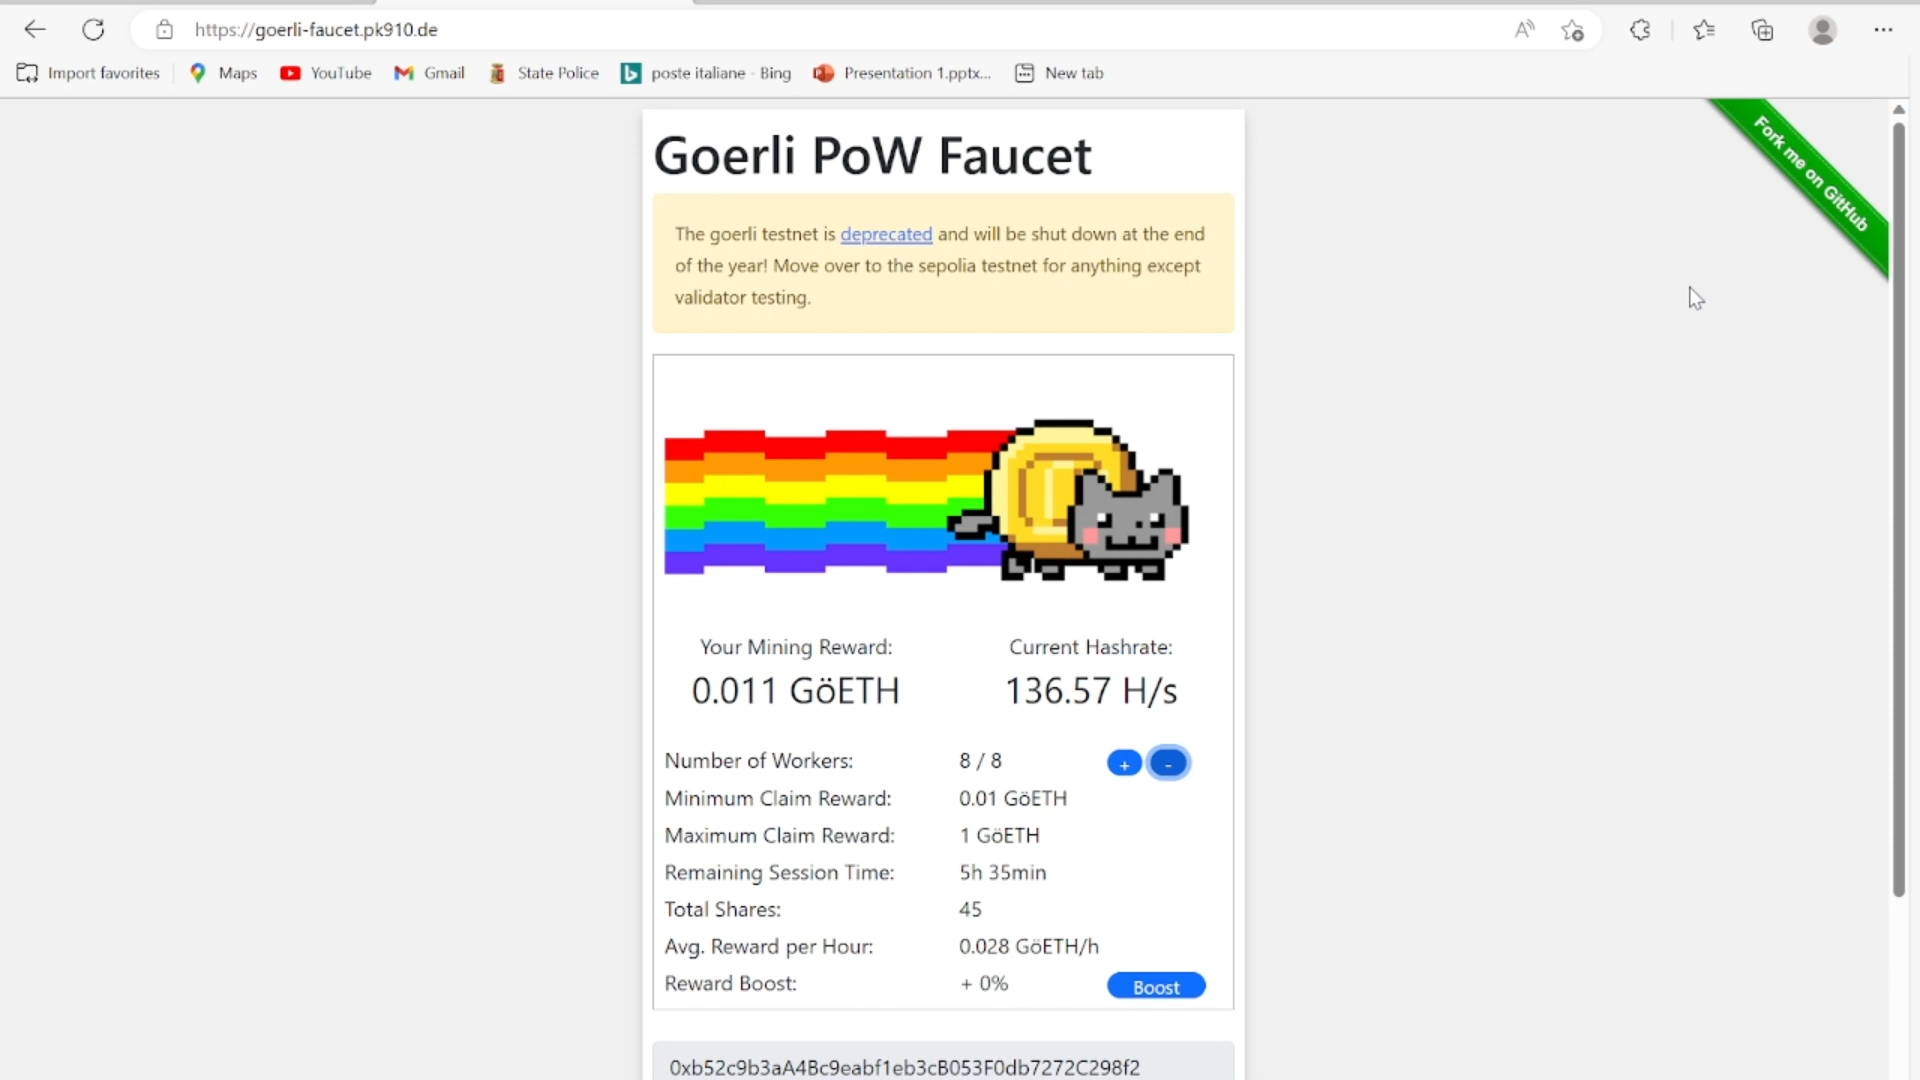 https://goerli-faucet.pk910.de
Import favorites
Maps
YouTube
Gmail
State Police
poste italiane - Bing
Presentation 1.pptx...
New tab
Fork me on GitHub
Goerli PoW Faucet
The goerli testnet is deprecated and will be shut down at the end
of the year! Move over to the sepolia testnet for anything except
validator testing.
Your Mining Reward:
Current Hashrate:
0.011 GöETH
136.57 H/s
Number of Workers: 8 / 8 + -
Minimum Claim Reward: 0.01 GöETH
Maximum Claim Reward: 1 GöETH
Remaining Session Time: 5h 35min
Total Shares: 45
Avg. Reward per Hour: 0.028 GöETH/h
Reward Boost: + 0% Boost
0xb52c9b3aA4Bc9eabf1eb3cB053F0db7272C298f2